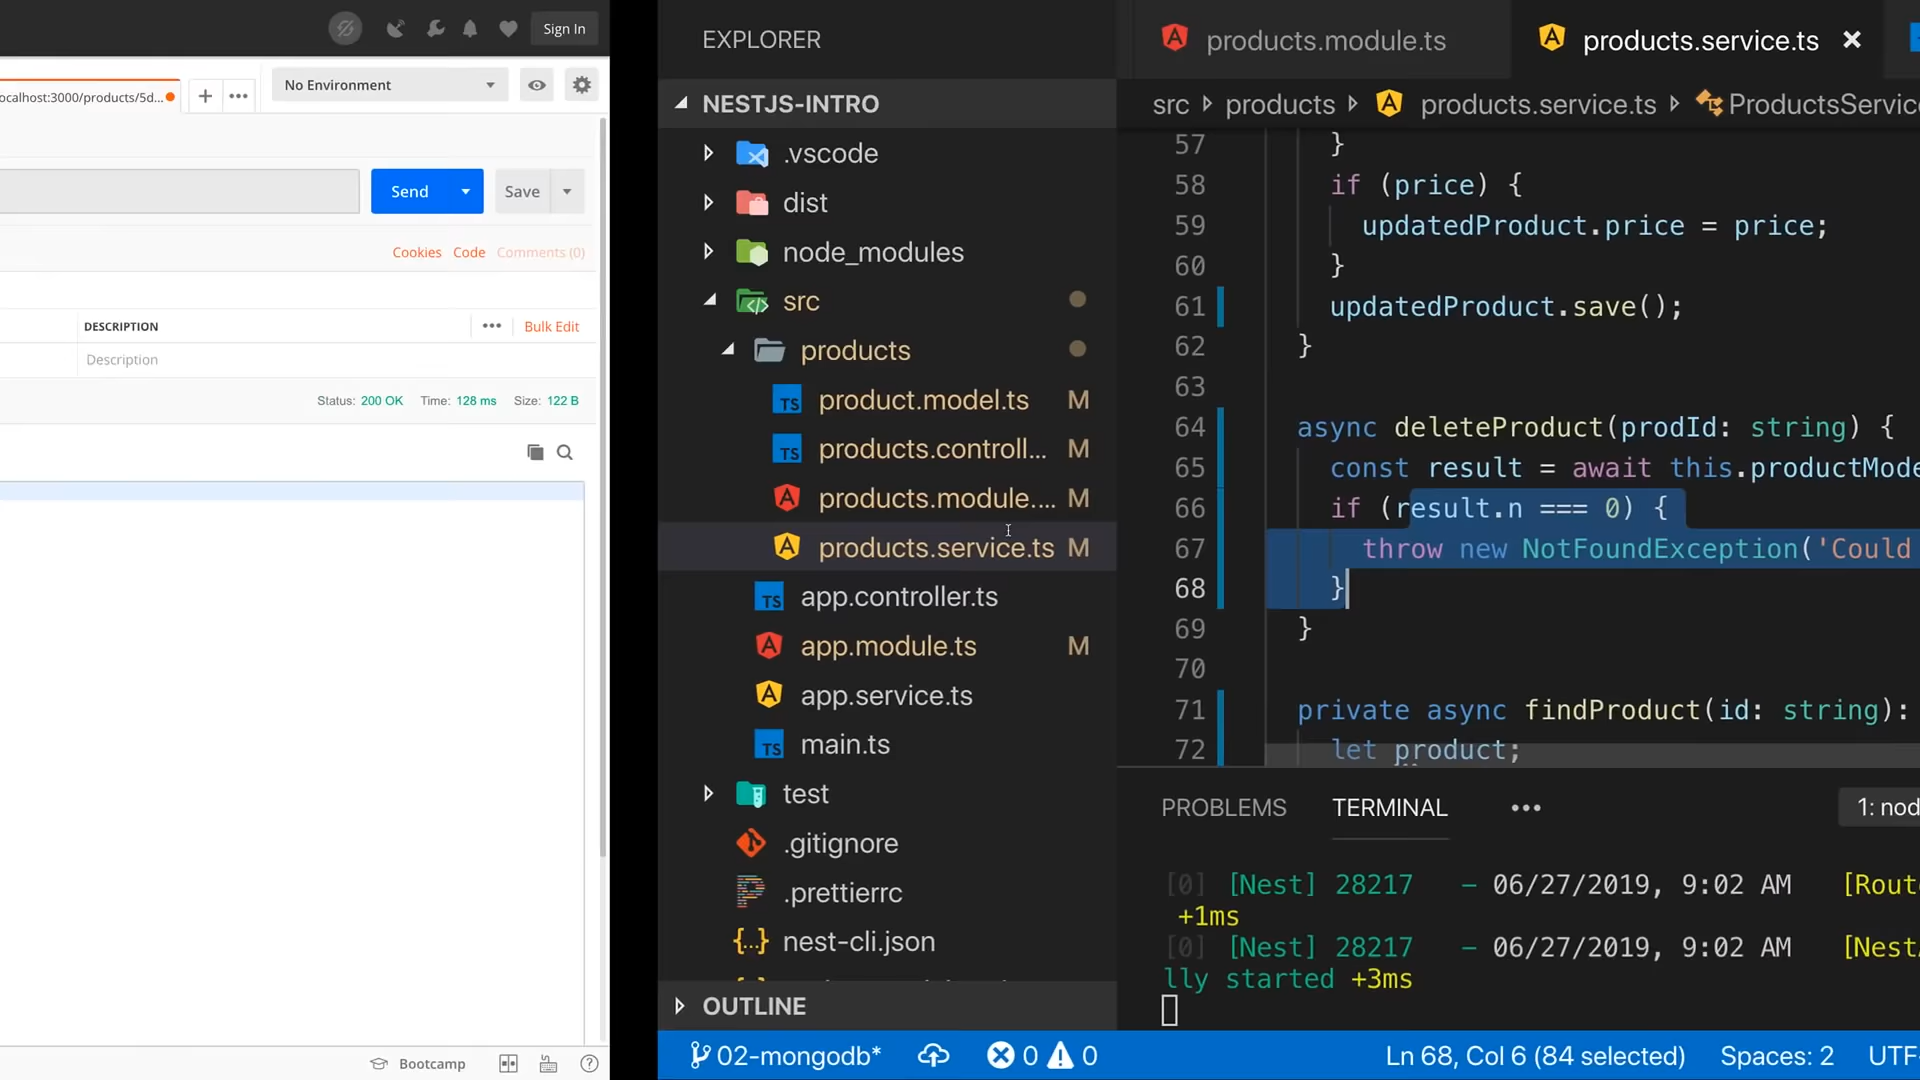 Sign In
ocalhost:3000/products/5d...
No Environment
Send
Save
Cookies
Code
Comments (0)
DESCRIPTION
Bulk Edit
Description
Status: 200 OK Time: 128 ms Size: 122 B
Bootcamp
EXPLORER
NESTJS-INTRO
.vscode
dist
node_modules
src
products
product.model.ts M
products.controll... M
products.module.... M
products.service.ts M
app.controller.ts
app.module.ts M
app.service.ts
main.ts
test
.gitignore
.prettierrc
nest-cli.json
OUTLINE
products.module.ts
products.service.ts
src products products.service.ts ProductsService
57 }
58 if (price) {
59 updatedProduct.price = price;
60 }
61 updatedProduct.save();
62 }
63
64 async deleteProduct(prodId: string) {
65 const result = await this.productMode
66 if (result.n === 0) {
67 throw new NotFoundException('Could
68 }
69 }
70
71 private async findProduct(id: string):
72 let product;
PROBLEMS TERMINAL
1: nod
[0] [Nest] 28217 - 06/27/2019, 9:02 AM [Rout
+1ms
[0] [Nest] 28217 - 06/27/2019, 9:02 AM [Nest
lly started +3ms
02-mongodb* 0 0
Ln 68, Col 6 (84 selected) Spaces: 2 UTF-